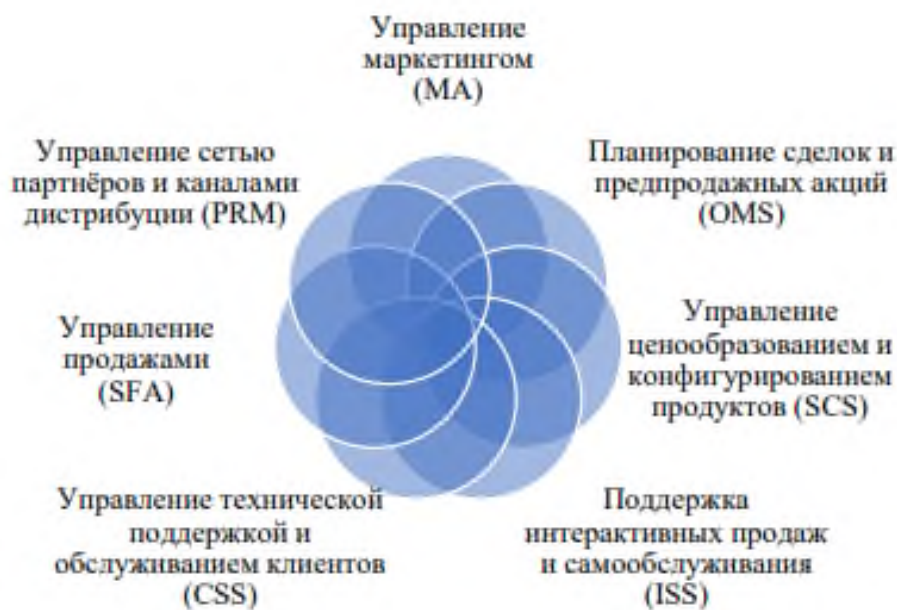 Управление
маркетингом
(MA)
Управление сетью
партнёров и каналами
дистрибуции (PRM)
Планирование сделок и
предпродажных акций
(OMS)
Управление
продажами
(SFA)
Управление
ценообразованием и
конфигурированием
продуктов (SCS)
Управление технической
поддержкой и
обслуживанием клиентов
(CSS)
Поддержка
интерактивных продаж
и самообслуживания
(ISS)